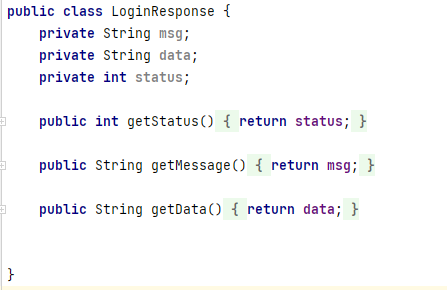 public class LoginResponse {
private String msg;
private String data;
private int status;
public int getStatus() { return status; }
public String getMessage() { return msg; }
public String getData() { return data; }
}